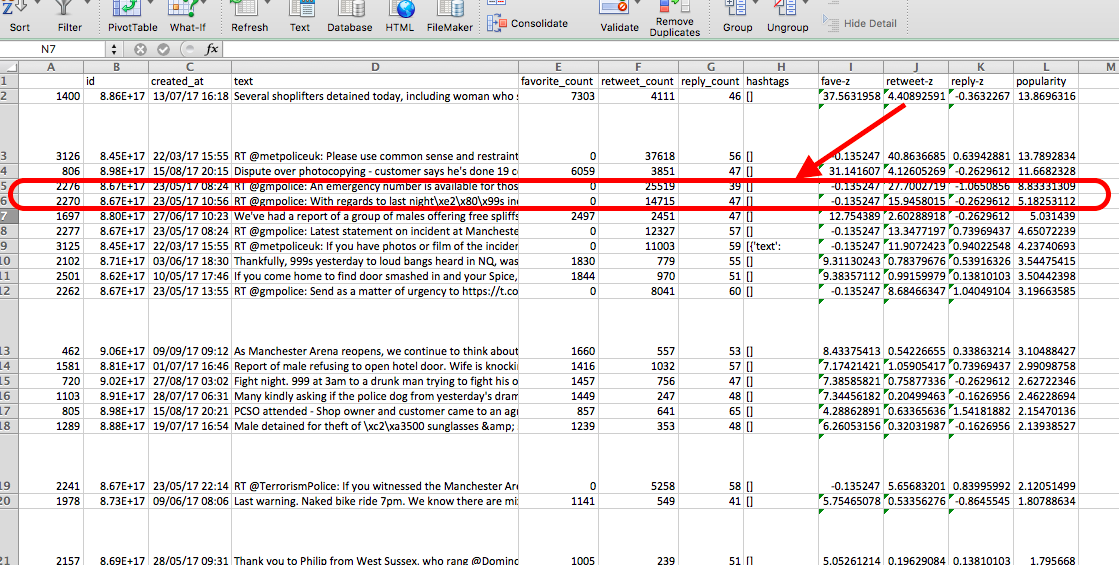 Sort Filter PivotTable What-If Refresh Text Database HTML FileMaker Consolidate Validate Remove Duplicates Group Ungroup Hide Detail
N7 fx
A B C D E F G H I J K L M
1 id created_at text favorite_count retweet_count reply_count hashtags fave-z retweet-z reply-z popularity
2 1400 8.86E+17 13/07/17 16:18 Several shoplifters detained today, including woman who s 7303 4111 46 [] 37.5631958 4.40892591 -0.3632267 13.8696316
3 3126 8.45E+17 22/03/17 15:55 RT @metpoliceuk: Please use common sense and restraint 0 37618 56 [] -0.135247 40.8636685 0.63942881 13.7892834
4 806 8.98E+17 15/08/17 20:15 Dispute over photocopying - customer says he's done 19 c 6059 3851 47 [] 31.141607 4.12605269 -0.2629612 11.6682328
5 2276 8.67E+17 23/05/17 08:24 RT @gmpolice: An emergency number is available for thos 0 25519 39 [] -0.135247 27.7002719 -1.0650856 8.83331309
6 2270 8.67E+17 23/05/17 10:56 RT @gmpolice: With regards to last night\xe2\x80\x99s inc 0 14715 47 [] -0.135247 15.9458015 -0.2629612 5.18253112
7 1697 8.80E+17 27/06/17 10:23 We've had a report of a group of males offering free spliffs 2497 2451 47 [] 12.754389 2.60288918 -0.2629612 5.031439
8 2277 8.67E+17 23/05/17 08:24 RT @gmpolice: Latest statement on incident at Mancheste 0 12327 57 [] -0.135247 13.3477197 0.73969437 4.65072239
9 3125 8.45E+17 22/03/17 15:55 RT @metpoliceuk: If you have photos or film of the inciden 0 11003 59 [{'text': -0.135247 11.9072423 0.94022548 4.23740693
10 2102 8.71E+17 03/06/17 18:30 Thankfully, 999s yesterday to loud bangs heard in NQ, was 1830 779 55 [] 9.31130243 0.78379676 0.53916326 3.54475415
11 2501 8.62E+17 10/05/17 17:46 If you come home to find door smashed in and your Spice, 1844 970 51 [] 9.38357112 0.99159979 0.13810103 3.50442398
12 2262 8.67E+17 23/05/17 13:55 RT @gmpolice: Send as a matter of urgency to https://t.co 0 8041 60 [] -0.135247 8.68466347 1.04049104 3.19663585
13 462 9.06E+17 09/09/17 09:12 As Manchester Arena reopens, we continue to think about 1660 557 53 [] 8.43375413 0.54226655 0.33863214 3.10488427
14 1581 8.81E+17 01/07/17 16:46 Report of male refusing to open hotel door. Wife is knocki 1416 1032 57 [] 7.17421421 1.05905417 0.73969437 2.99098758
15 720 9.02E+17 27/08/17 03:02 Fight night. 999 at 3am to a drunk man trying to fight his o 1457 756 47 [] 7.38585821 0.75877336 -0.2629612 2.62722346
16 1103 8.91E+17 28/07/17 06:31 Many kindly asking if the police dog from yesterday's dram 1449 247 48 [] 7.34456182 0.20499463 -0.1626956 2.46228694
17 805 8.98E+17 15/08/17 20:21 PCSO attended - Shop owner and customer came to an agr 857 641 65 [] 4.28862891 0.63365636 1.54181882 2.15470136
18 1289 8.88E+17 19/07/17 16:54 Male detained for theft of \xc2\xa3500 sunglasses &amp; 1239 353 48 [] 6.26053156 0.32031987 -0.1626956 2.13938527
19 2241 8.67E+17 23/05/17 22:14 RT @TerrorismPolice: If you witnessed the Manchester Are 0 5258 58 [] -0.135247 5.65683201 0.83995992 2.12051499
20 1978 8.73E+17 09/06/17 08:06 Last warning. Naked bike ride 7pm. We know there are mi 1141 549 41 [] 5.75465078 0.53356276 -0.8645545 1.80788634
21 2157 8.69E+17 28/05/17 09:31 Thank you to Philip from West Sussex, who rang @Domino 1005 239 51 [] 5.05261214 0.19629084 0.13810103 1.795668